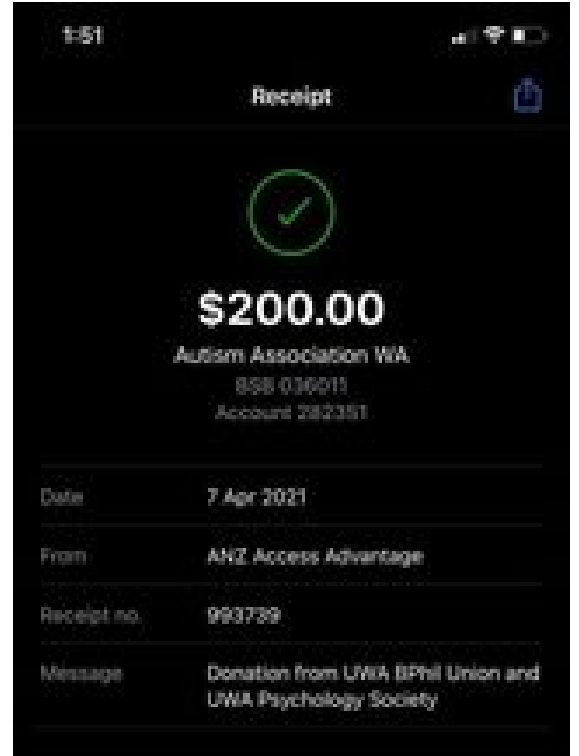 1:51
Receipt
$200.00
Autism Association WA
BSB 036011
Account 282351
Date 7 Apr 2021
From ANZ Access Advantage
Receipt no. 993739
Message Donation from UWA BPhil Union and
UWA Psychology Society